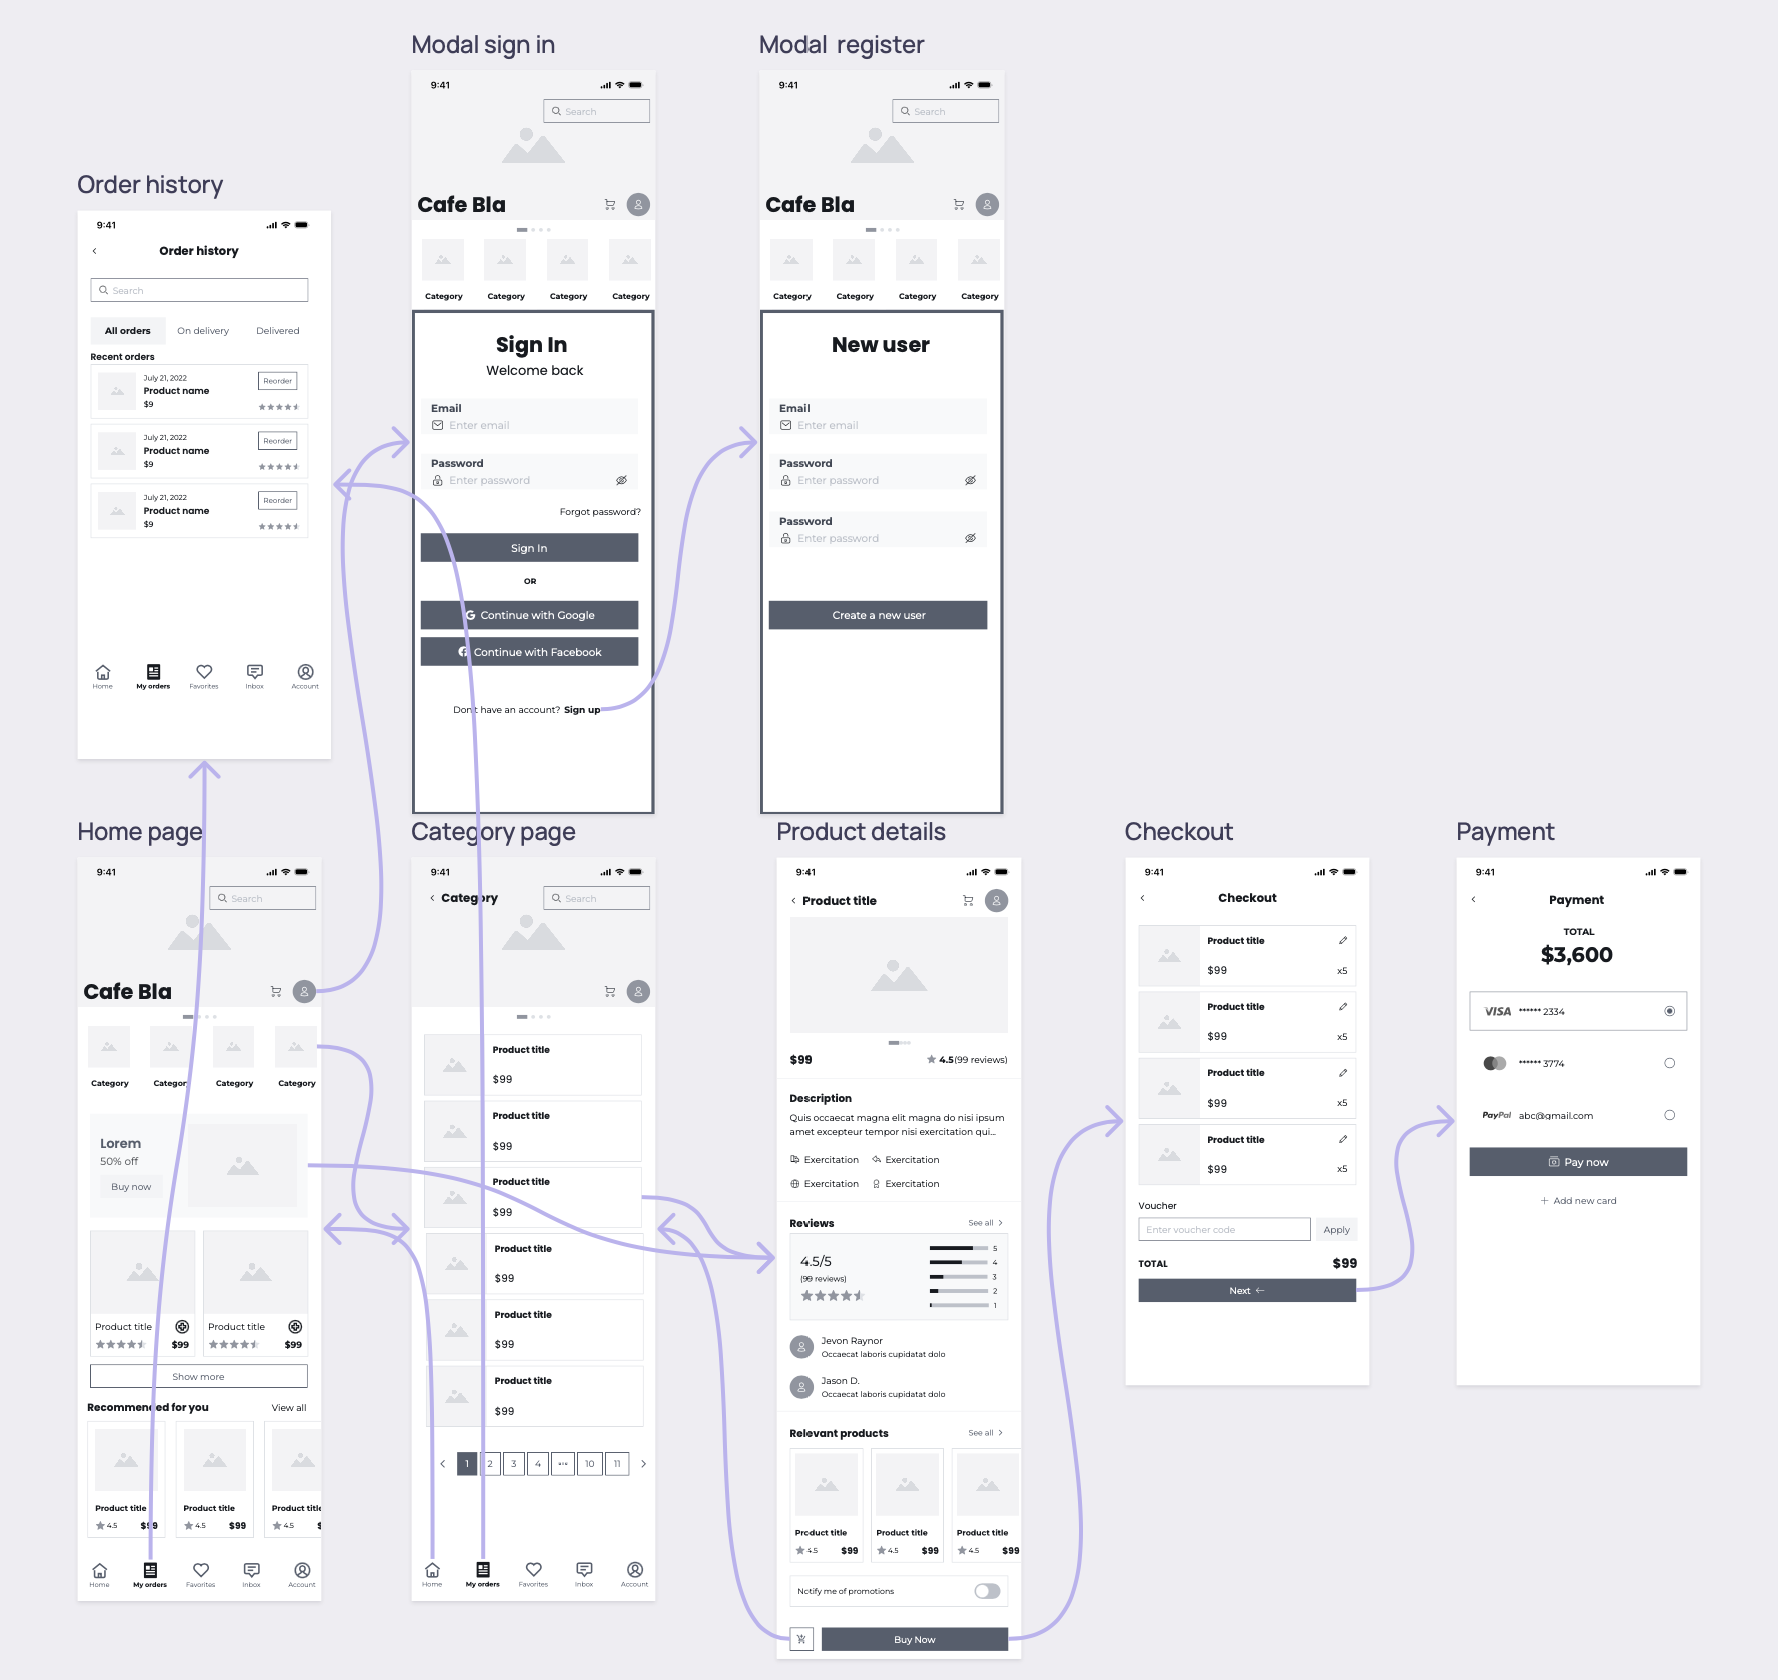 Modal sign in
9:41
Search
Cafe Bla
Category Category Category Category
Sign In
Welcome back
Email
Enter email
Password
Enter password
Forgot password?
Sign In
OR
Continue with Google
Continue with Facebook
Don't have an account? Sign up
Modal register
9:41
Search
Cafe Bla
Category Category Category Category
New user
Email
Enter email
Password
Enter password
Password
Enter password
Create a new user
Order history
9:41
Order history
Search
All orders On delivery Delivered
Recent orders
July 21, 2022
Product name
$9
Reorder
July 21, 2022
Product name
$9
Reorder
July 21, 2022
Product name
$9
Reorder
Home My orders Favorites Inbox Account
Home page
9:41
Search
Cafe Bla
Category Category Category Category
Lorem
50% off
Buy now
Product title
$99
Product title
$99
Show more
Recommended for you View all
Product title
4.5 $99
Product title
4.5 $99
Product title
4.5
Home My orders Favorites Inbox Account
Category page
9:41
Category
Search
Product title
$99
Product title
$99
Product title
$99
Product title
$99
Product title
$99
Product title
$99
1 2 3 4 ... 10 11
Home My orders Favorites Inbox Account
Product details
9:41
Product title
$99 4.5(99 reviews)
Description
Quis occaecat magna elit magna do nisi ipsum
amet excepteur tempor nisi exercitation qui...
Exercitation Exercitation
Exercitation Exercitation
Reviews See all
4.5/5
(99 reviews)
5
4
3
2
1
Jevon Raynor
Occaecat laboris cupidatat dolo
Jason D.
Occaecat laboris cupidatat dolo
Relevant products See all
Product title
4.5 $99
Product title
4.5 $99
Product title
4.5 $99
Notify me of promotions
Buy Now
Checkout
9:41
Checkout
Product title
$99 x5
Product title
$99 x5
Product title
$99 x5
Product title
$99 x5
Voucher
Enter voucher code Apply
TOTAL $99
Next
Payment
9:41
Payment
TOTAL
$3,600
VISA ****** 2334
****** 3774
PayPal abc@gmail.com
Pay now
Add new card